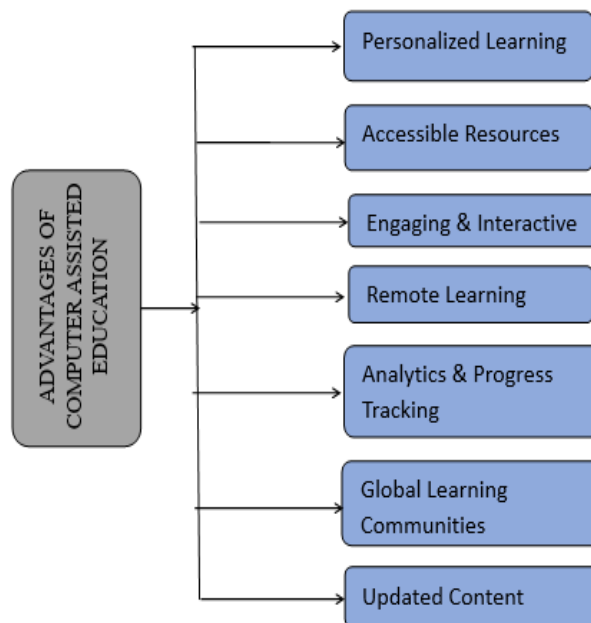 ADVANTAGES OF
COMPUTER ASSISTED
EDUCATION
Personalized Learning
Accessible Resources
Engaging & Interactive
Remote Learning
Analytics & Progress
Tracking
Global Learning
Communities
Updated Content